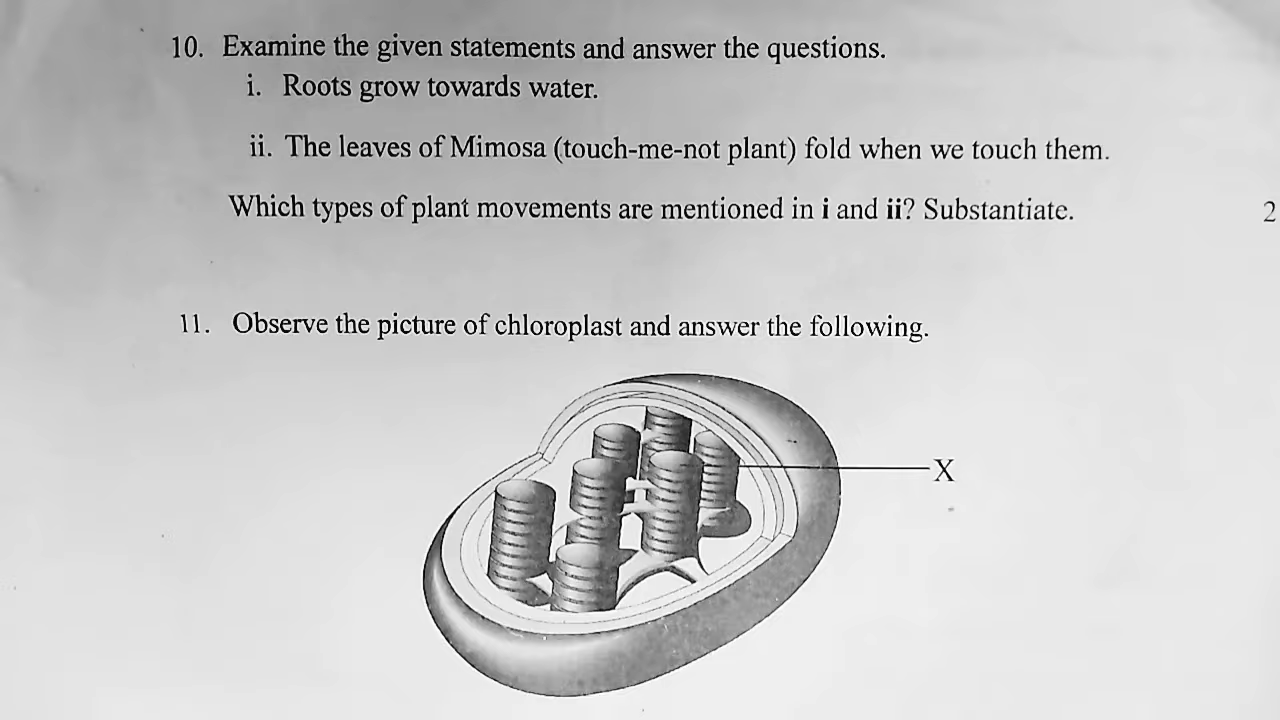 10. Examine the given statements and answer the questions.
i. Roots grow towards water.
ii. The leaves of Mimosa (touch-me-not plant) fold when we touch them.
Which types of plant movements are mentioned in i and ii? Substantiate. 2
11. Observe the picture of chloroplast and answer the following.
X